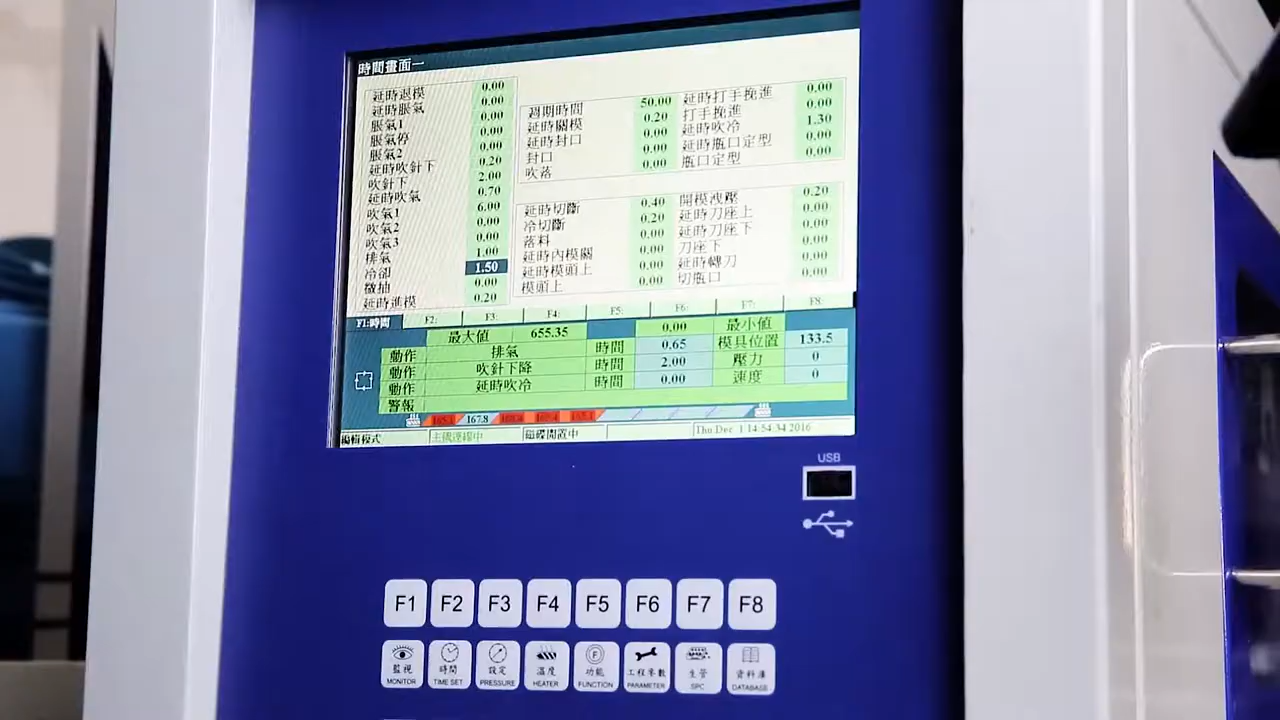 時間畫面一
延時退模 0.00
延時脹氣 0.00
脹氣1 0.00
脹氣停 0.00
脹氣2 0.00
延時吹針下 0.20
吹針下 2.00
延時吹氣 0.70
吹氣1 6.00
吹氣2 0.00
吹氣3 0.00
排氣 1.00
冷卻 1.50
微抽 0.00
延時進模 0.20
週期時間 50.00
延時關模 0.20
延時封口 0.00
封口 0.00
吹落 0.00
延時打手挽進 0.00
打手挽進 0.00
延時吹冷 1.30
延時瓶口定型 0.00
瓶口定型 0.00
延時切斷 0.40
冷切斷 0.20
落料 0.00
延時內模關 0.00
延時模頭上 0.00
模頭上 0.00
開模洩壓 0.20
延時刀座上 0.00
延時刀座下 0.00
刀座下 0.00
延時轉刀 0.00
切瓶口 0.00
F1:時間 F2: F3: F4: F5: F6: F7: F8:
最大值 655.35 0.00 最小值
動作 排氣 時間 0.65 模具位置 133.5
動作 吹針下降 時間 2.00 壓力 0
動作 延時吹冷 時間 0.00 速度 0
警報
167.8
編輯模式 主機連線中 磁碟閒置中 Thu Dec 1 14:54:34 2016
USB
F1 F2 F3 F4 F5 F6 F7 F8
監視 時間 設定 溫度 功能 工程參數 生管 資料庫
MONITOR TIME SET PRESSURE HEATER FUNCTION PARAMETER SPC DATABASE